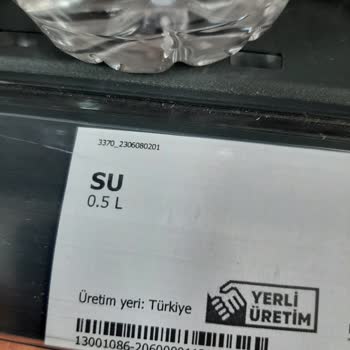 3370_2306080201
SU
0.5 L
Üretim yeri: Türkiye
YERLİ
ÜRETİM